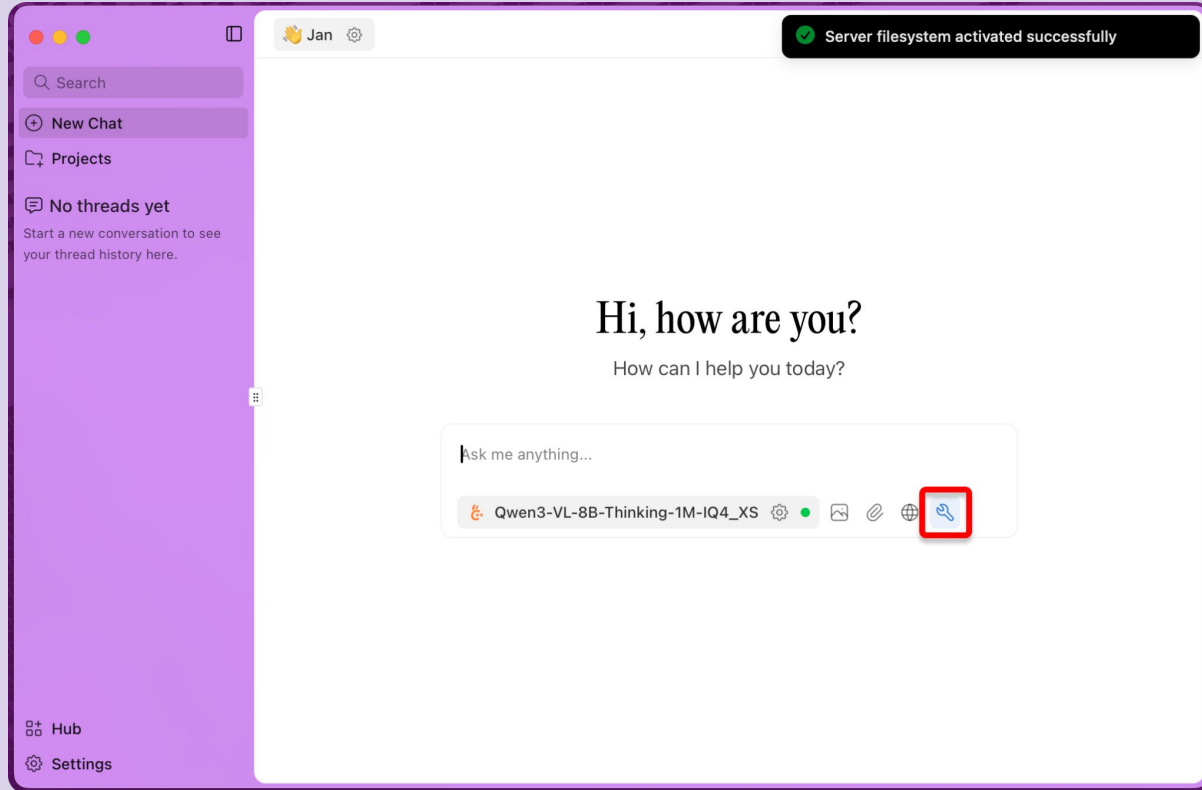 Jan
Server filesystem activated successfully
Search
New Chat
Projects
No threads yet
Start a new conversation to see
your thread history here.
Hi, how are you?
How can I help you today?
Ask me anything...
Qwen3-VL-8B-Thinking-1M-IQ4_XS
Hub
Settings